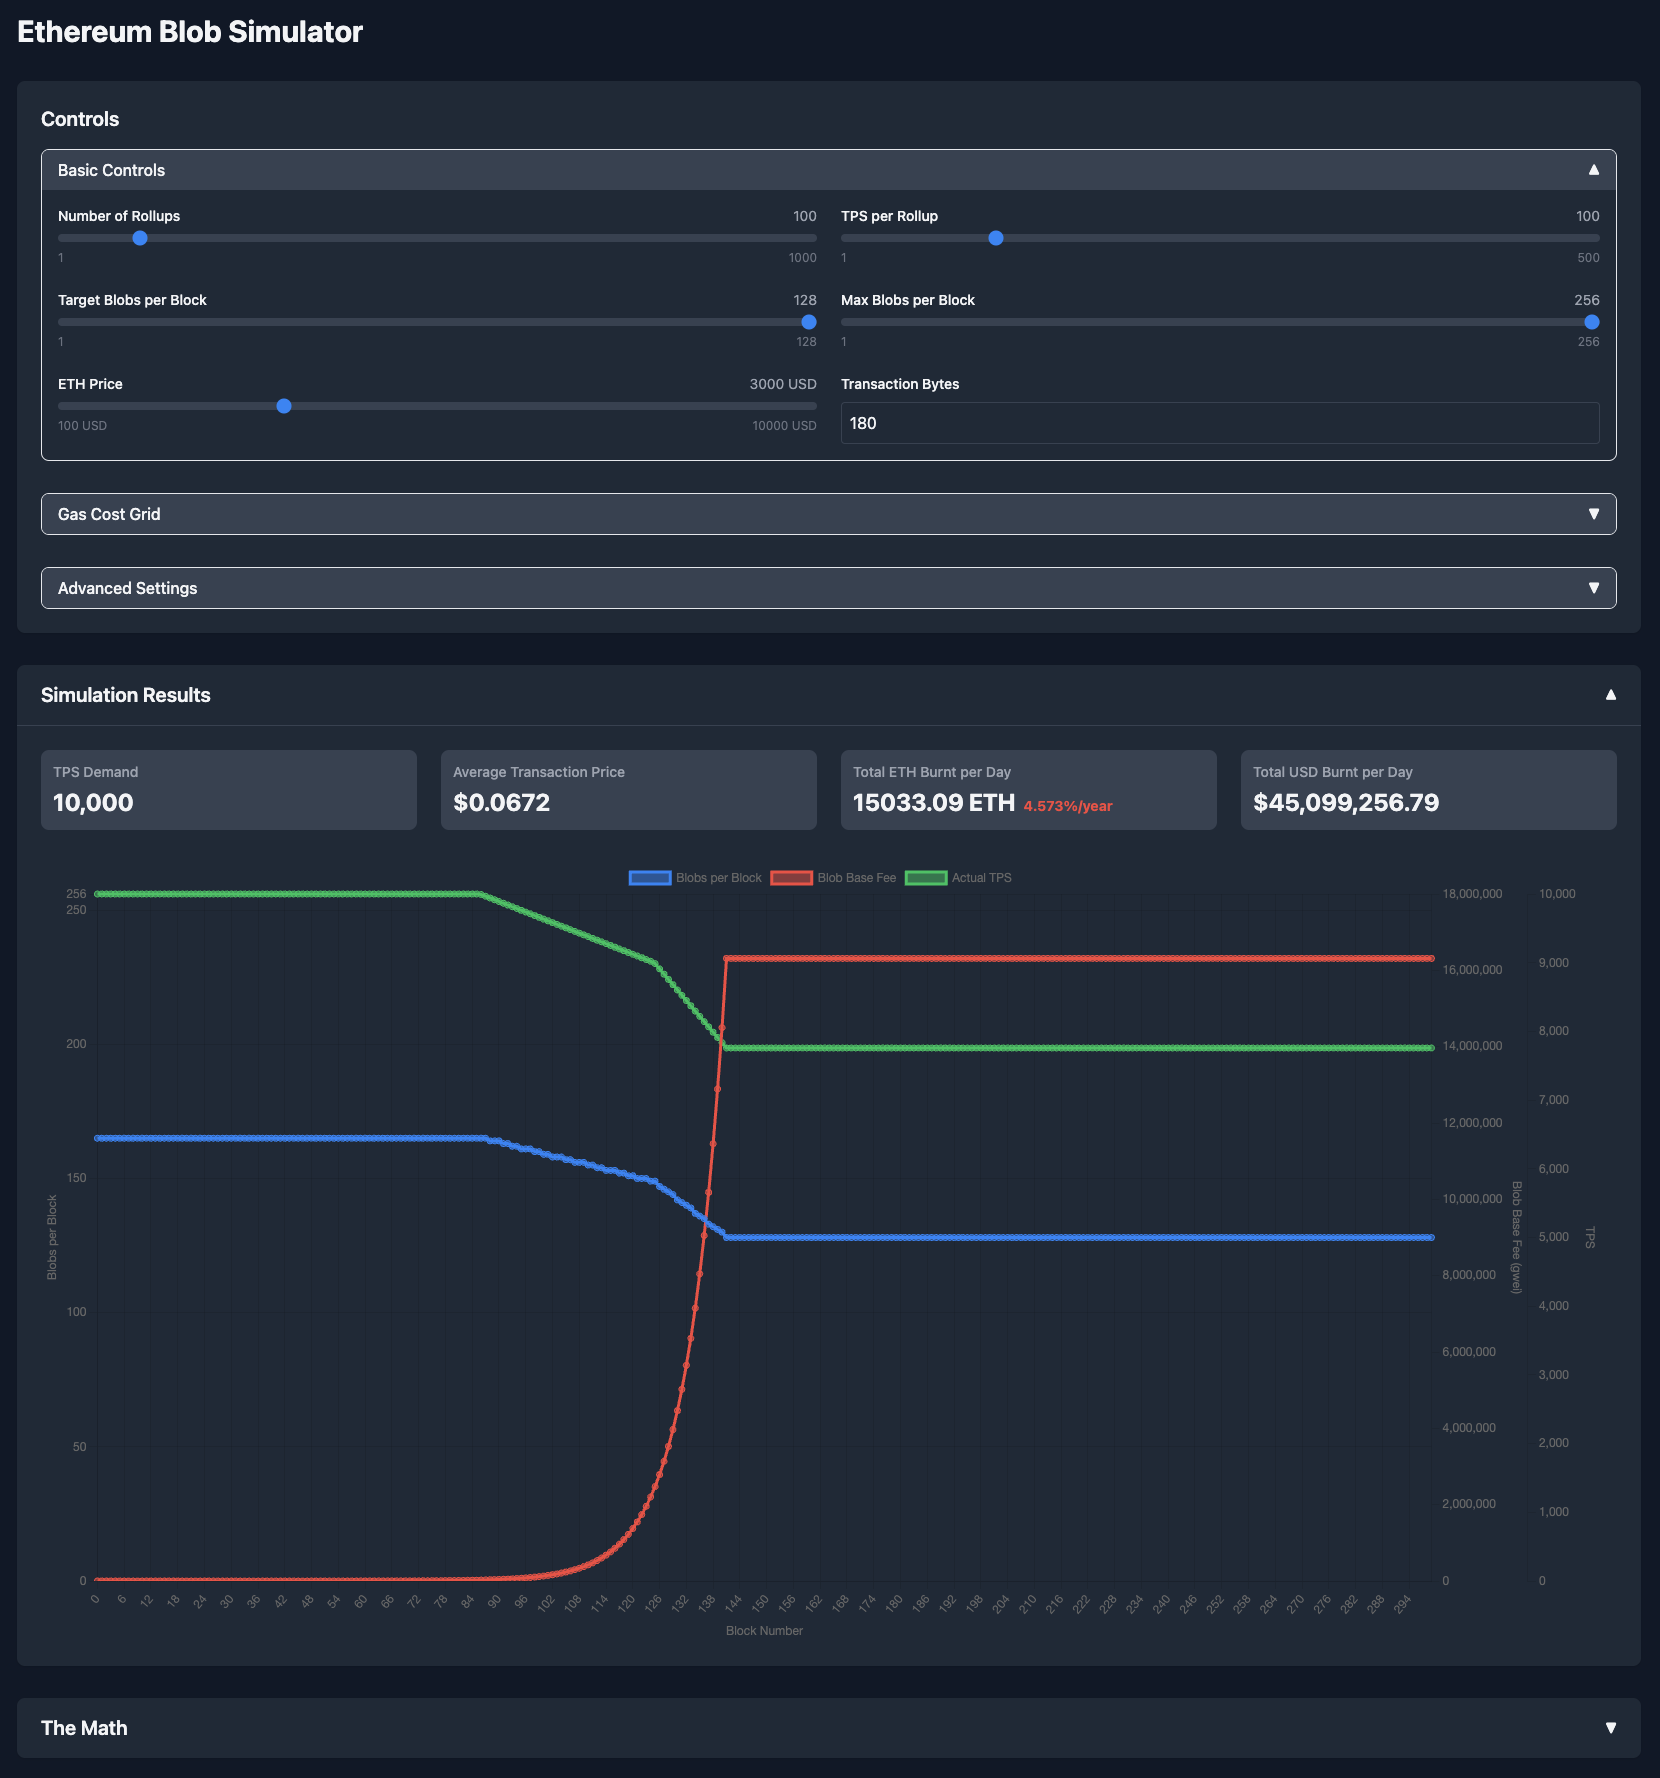 Ethereum Blob Simulator
Controls
Basic Controls ▲
Number of Rollups 100
1 1000
TPS per Rollup 100
1 500
Target Blobs per Block 128
1 128
Max Blobs per Block 256
1 256
ETH Price 3000 USD
100 USD 10000 USD
Transaction Bytes
180
Gas Cost Grid ▼
Advanced Settings ▼
Simulation Results ▲
TPS Demand
10,000
Average Transaction Price
$0.0672
Total ETH Burnt per Day
15033.09 ETH 4.573%/year
Total USD Burnt per Day
$45,099,256.79
Blobs per Block Blob Base Fee Actual TPS
256
250
200
150
100
50
0
Blobs per Block
18,000,000
16,000,000
14,000,000
12,000,000
10,000,000
8,000,000
6,000,000
4,000,000
2,000,000
0
Blob Base Fee (gwei)
10,000
9,000
8,000
7,000
6,000
5,000
4,000
3,000
2,000
1,000
0
TPS
0 6 12 18 24 30 36 42 48 54 60 66 72 78 84 90 96 102 108 114 120 126 132 138 144 150 156 162 168 174 180 186 192 198 204 210 216 222 228 234 240 246 252 258 264 270 276 282 288 294
Block Number
The Math ▼